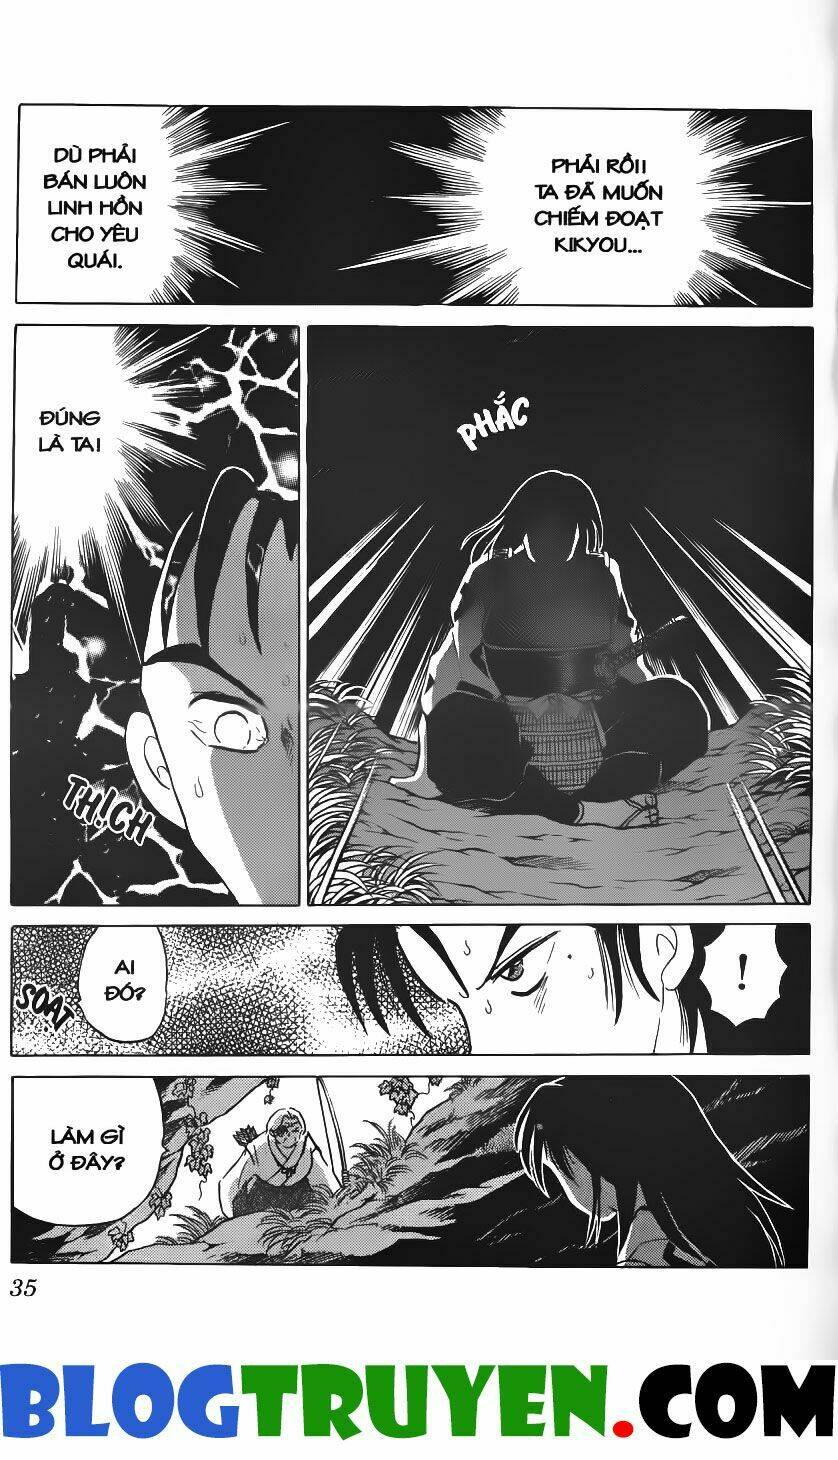 PHẢI RỒI!
TA ĐÃ MUỐN
CHIẾM ĐOẠT
KIKYOU...
DÙ PHẢI
BÁN LUÔN
LINH HỒN
CHO YÊU
QUÁI.
PHẮC
ĐÚNG
LÀ TA!
THỊCH
!
AI
ĐÓ?
SOẠT
LÀM GÌ
Ở ĐÂY?
35
BLOGTRUYEN.COM